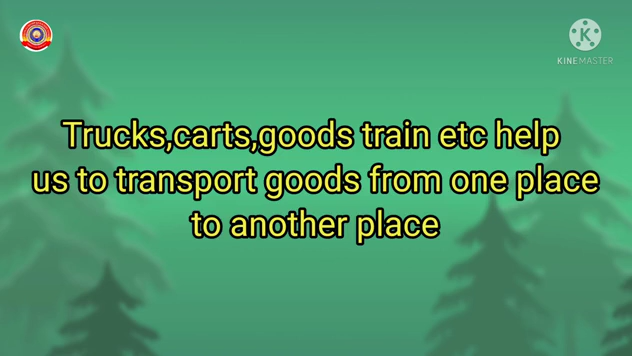 KINEMASTER
Trucks,carts,goods train etc help
us to transport goods from one place
to another place